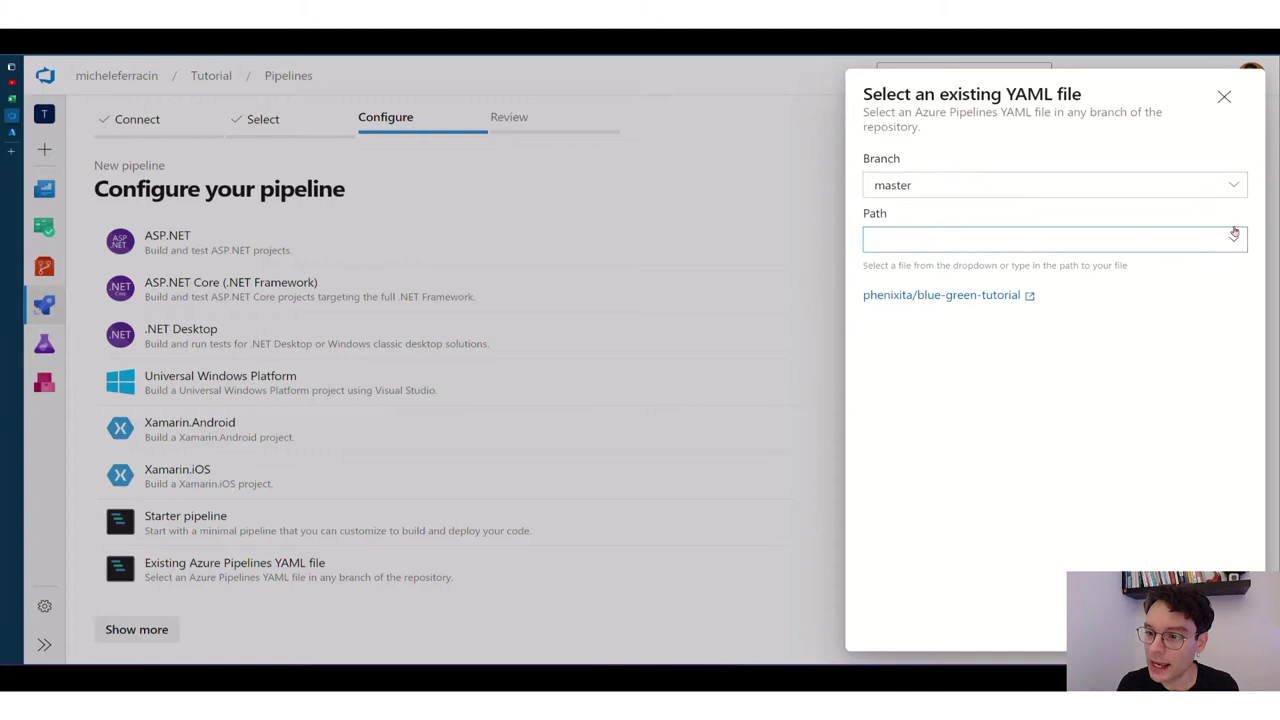 micheleferracin / Tutorial / Pipelines
T
Connect
Select
Configure
Review
New pipeline
Configure your pipeline
ASP.NET
Build and test ASP.NET projects.
ASP.NET Core (.NET Framework)
Build and test ASP.NET Core projects targeting the full .NET Framework.
.NET Desktop
Build and run tests for .NET Desktop or Windows classic desktop solutions.
Universal Windows Platform
Build a Universal Windows Platform project using Visual Studio.
Xamarin.Android
Build a Xamarin.Android project.
Xamarin.iOS
Build a Xamarin.iOS project.
Starter pipeline
Start with a minimal pipeline that you can customize to build and deploy your code.
Existing Azure Pipelines YAML file
Select an Azure Pipelines YAML file in any branch of the repository.
Show more
ASP
.NET
.NET
Core
.NET
Select an existing YAML file
Select an Azure Pipelines YAML file in any branch of the
repository.
Branch
master
Path
Select a file from the dropdown or type in the path to your file
phenixita/blue-green-tutorial